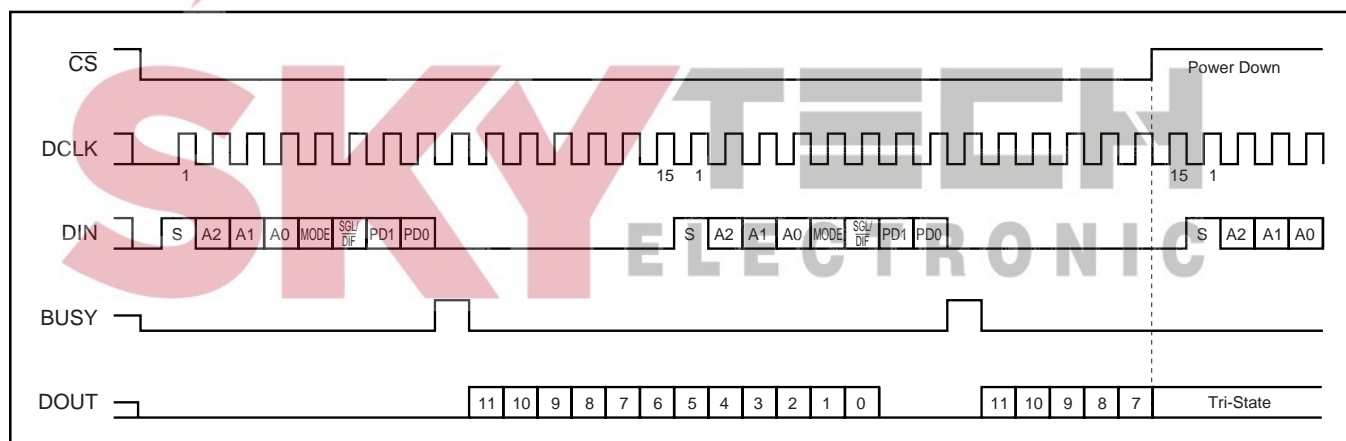 CS Power Down
DCLK
1 15 1 15 1
DIN S A2 A1 A0 MODE SGL/DIF PD1 PD0 S A2 A1 A0 MODE SGL/DIF PD1 PD0 S A2 A1 A0
BUSY
DOUT 11 10 9 8 7 6 5 4 3 2 1 0 11 10 9 8 7 Tri-State
SKYTECH
ELECTRONIC